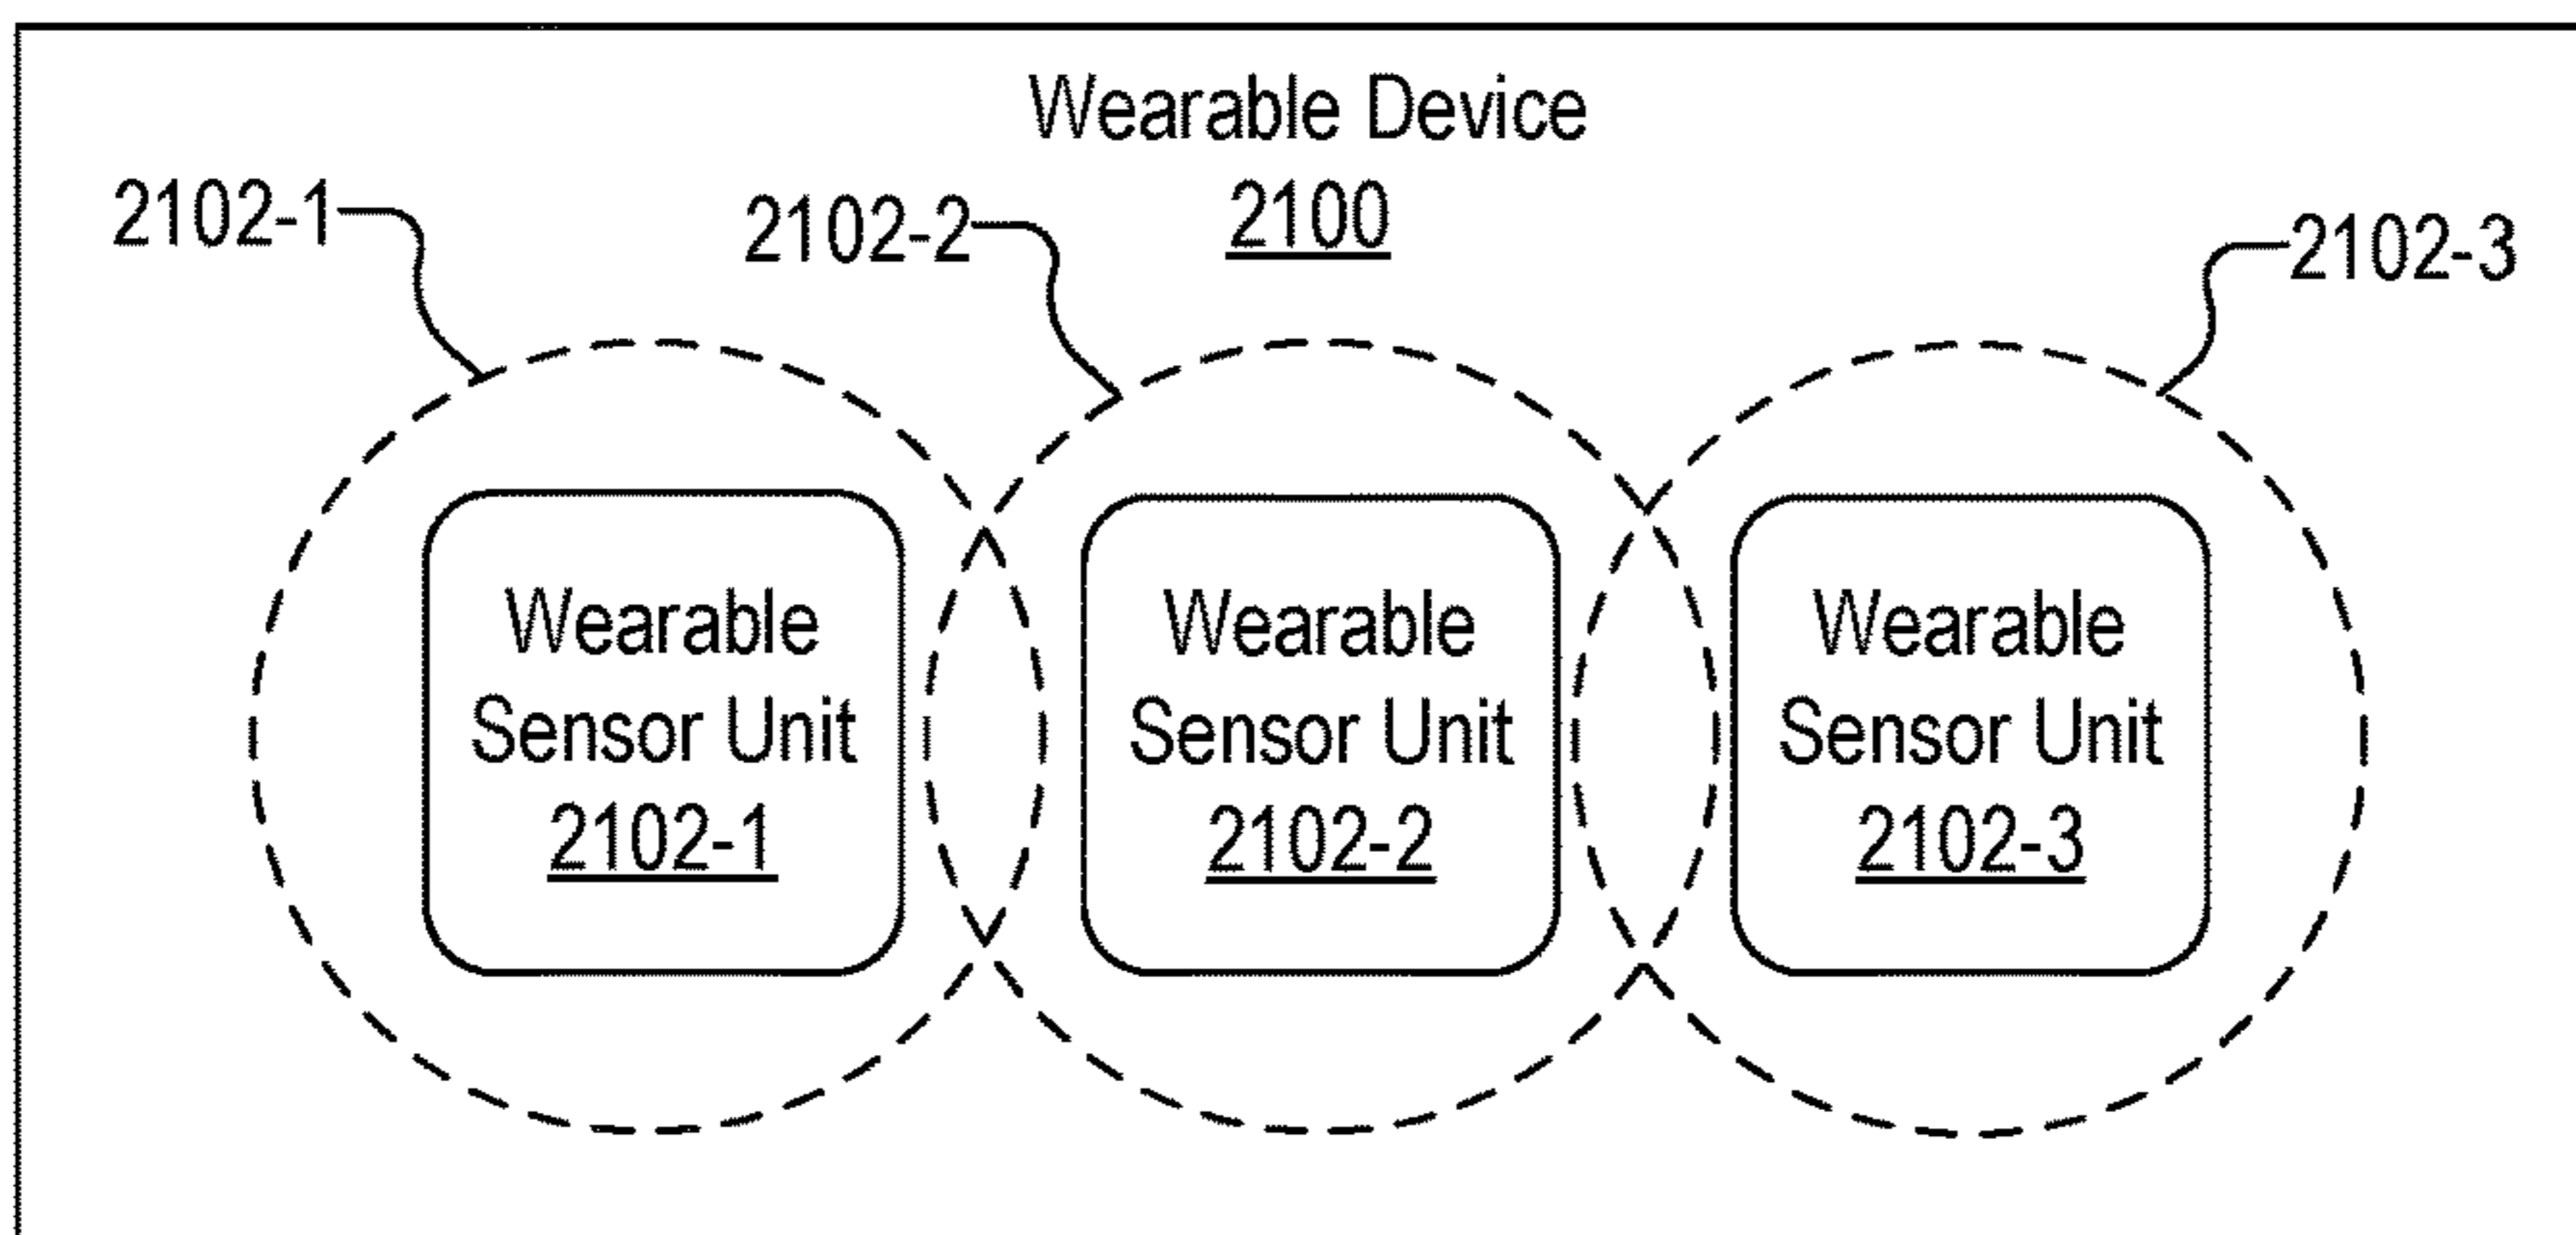 Wearable Device
2100
2102-1
2102-2
2102-3
Wearable
Sensor Unit
2102-1
Wearable
Sensor Unit
2102-2
Wearable
Sensor Unit
2102-3